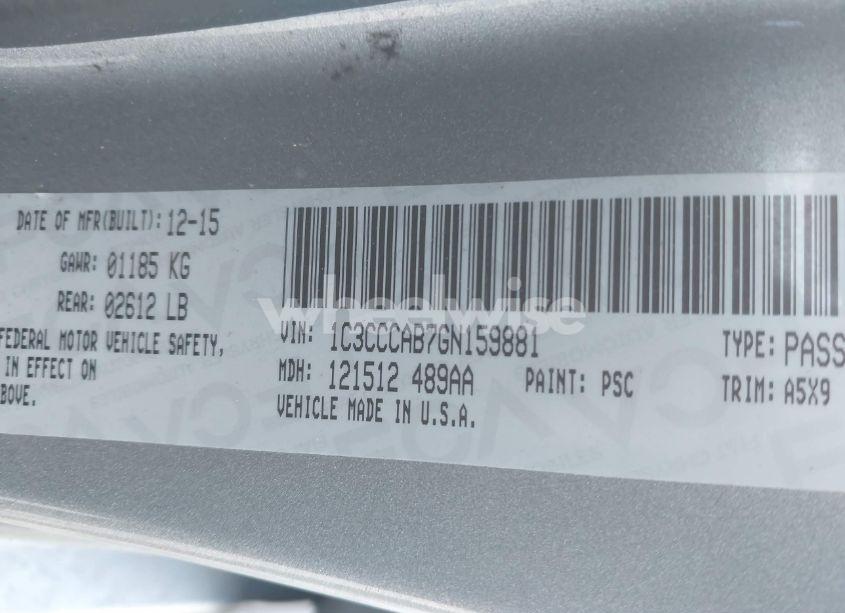 DATE OF MFR(BUILT): 12-15
GAWR: 01185 KG
REAR: 02612 LB
FEDERAL MOTOR VEHICLE SAFETY,
IN EFFECT ON
ABOVE.
wheelwise
VIN: 1C3CCCAB7GN159881
TYPE: PASS
MDH: 121512 489AA
PAINT: PSC
TRIM: A5X9
VEHICLE MADE IN U.S.A.